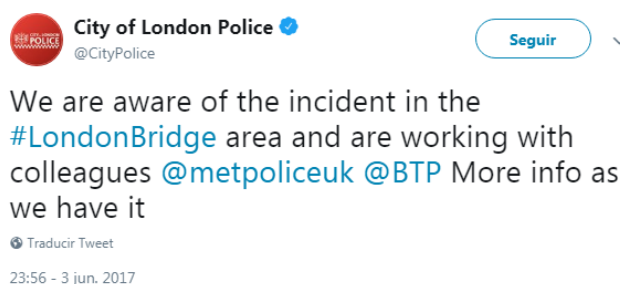 City of London Police
@CityPolice
Seguir
We are aware of the incident in the
#LondonBridge area and are working with
colleagues @metpoliceuk @BTP More info as
we have it
Traducir Tweet
23:56 - 3 jun. 2017